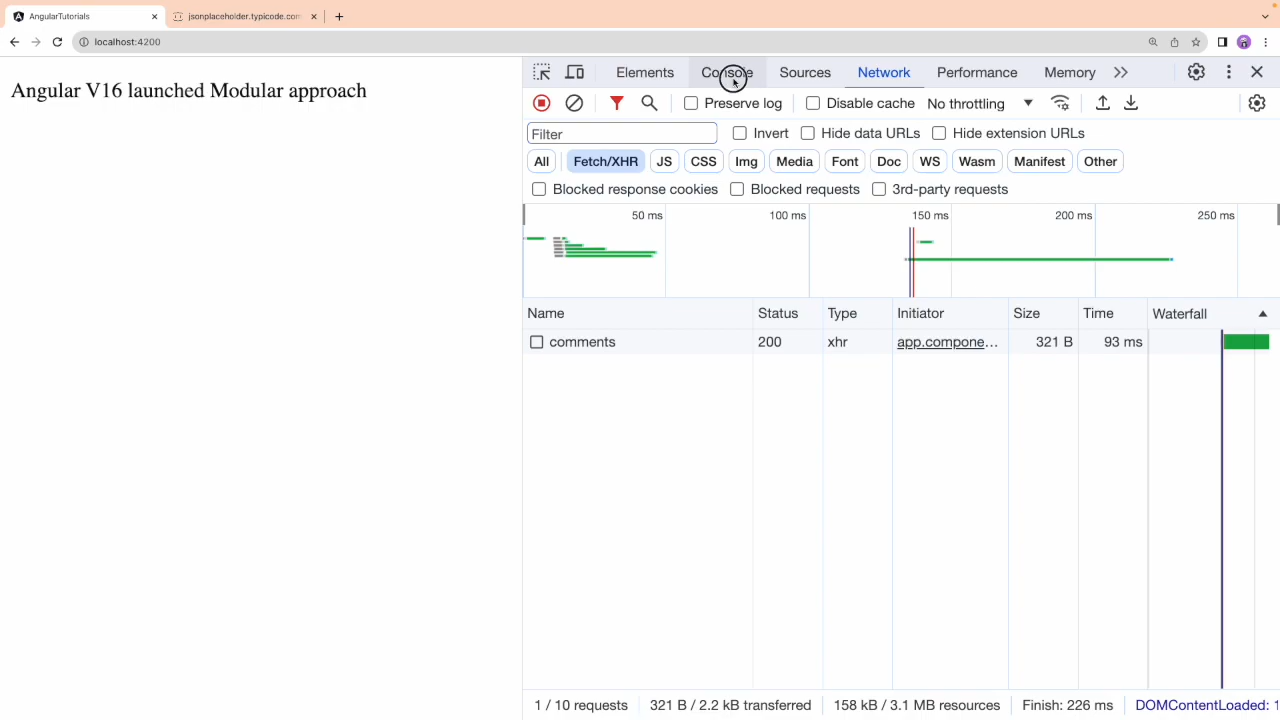 AngularTutorials
jsonplaceholder.typicode.com
localhost:4200
Angular V16 launched Modular approach
Elements Console Sources Network Performance Memory
Preserve log Disable cache No throttling
Filter Invert Hide data URLs Hide extension URLs
All Fetch/XHR JS CSS Img Media Font Doc WS Wasm Manifest Other
Blocked response cookies Blocked requests 3rd-party requests
50 ms 100 ms 150 ms 200 ms 250 ms
Name Status Type Initiator Size Time Waterfall
comments 200 xhr app.compone... 321 B 93 ms
1 / 10 requests 321 B / 2.2 kB transferred 158 kB / 3.1 MB resources Finish: 226 ms DOMContentLoaded: 1